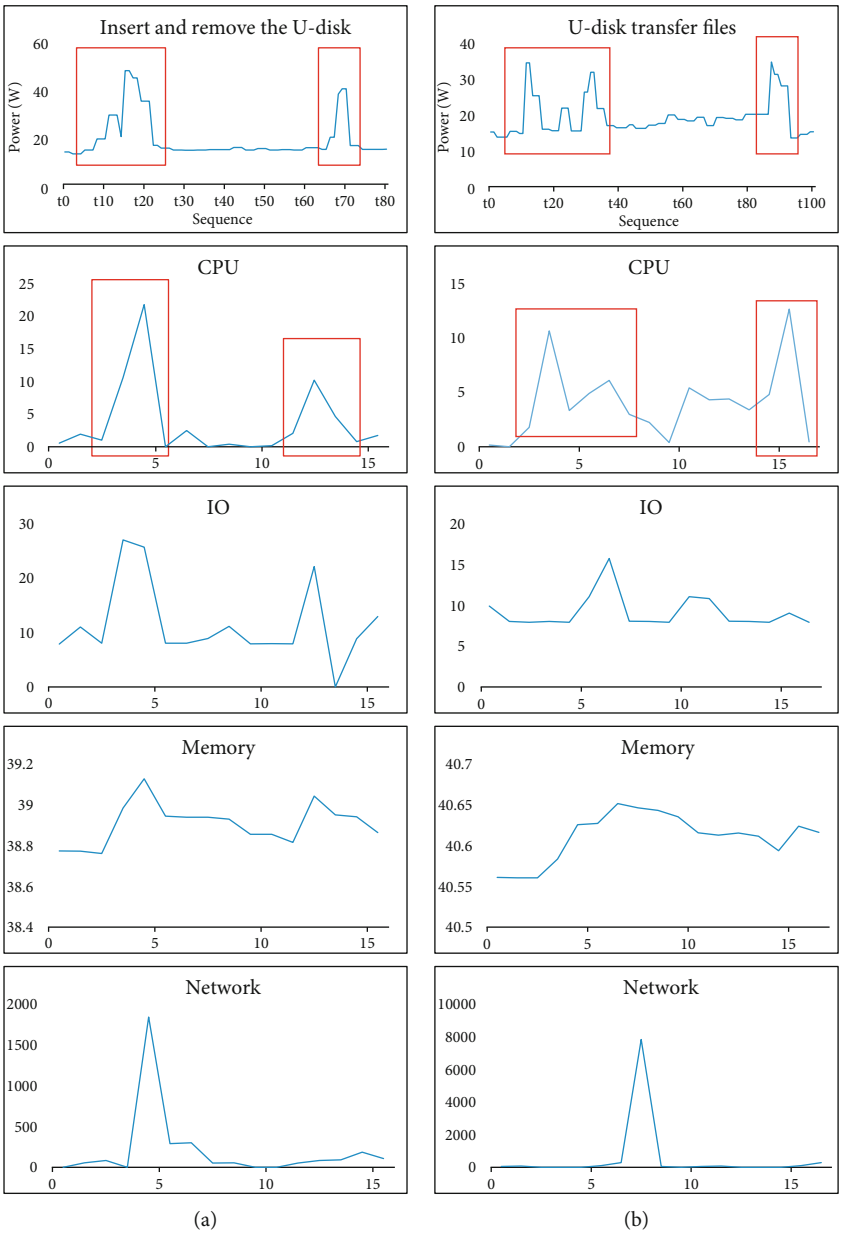 Insert and remove the U-disk
60
40
20
0
Power (W)
t0 t10 t20 t30 t40 t50 t60 t70 t80
Sequence
CPU
25
20
15
10
5
0
0 5 10 15
IO
30
20
10
0
0 5 10 15
Memory
39.2
39
38.8
38.6
38.4
0 5 10 15
Network
2000
1500
1000
500
0
0 5 10 15
(a)
U-disk transfer files
40
30
20
10
0
Power (W)
t0 t20 t40 t60 t80 t100
Sequence
CPU
15
10
5
0
0 5 10 15
IO
20
15
10
5
0
0 5 10 15
Memory
40.7
40.65
40.6
40.55
40.5
0 5 10 15
Network
10000
8000
6000
4000
2000
0
0 5 10 15
(b)